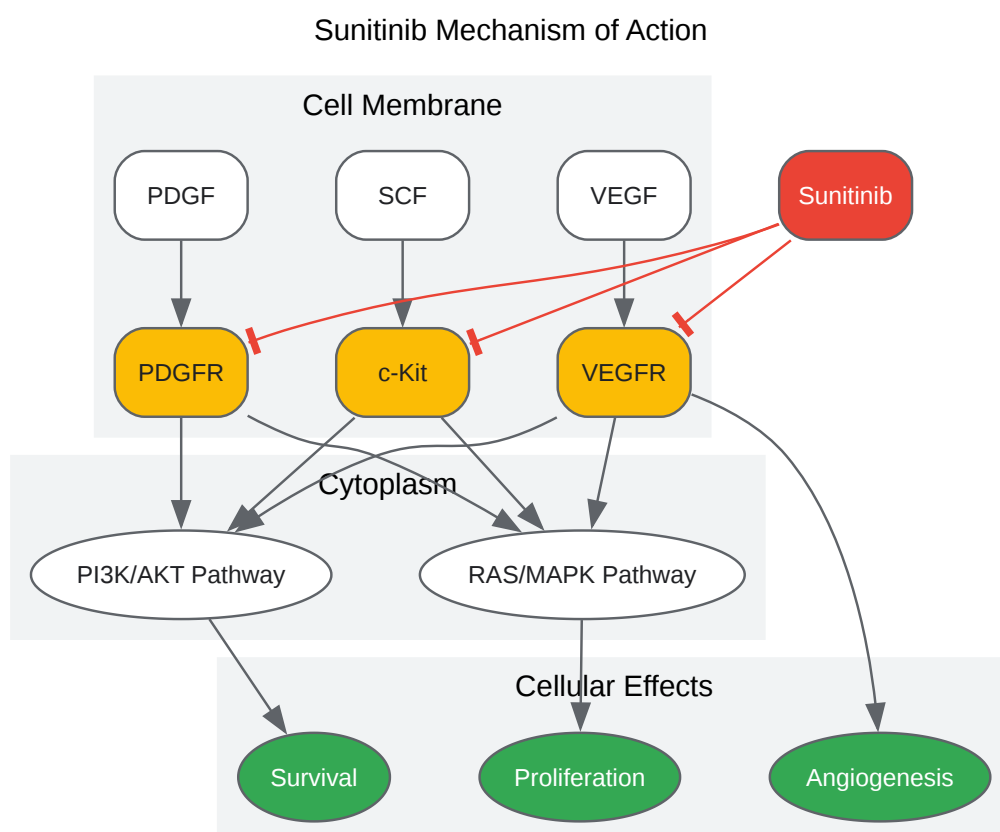 Sunitinib Mechanism of Action
Cell Membrane
PDGF
SCF
VEGF
Sunitinib
PDGFR
c-Kit
VEGFR
Cytoplasm
PI3K/AKT Pathway
RAS/MAPK Pathway
Cellular Effects
Survival
Proliferation
Angiogenesis